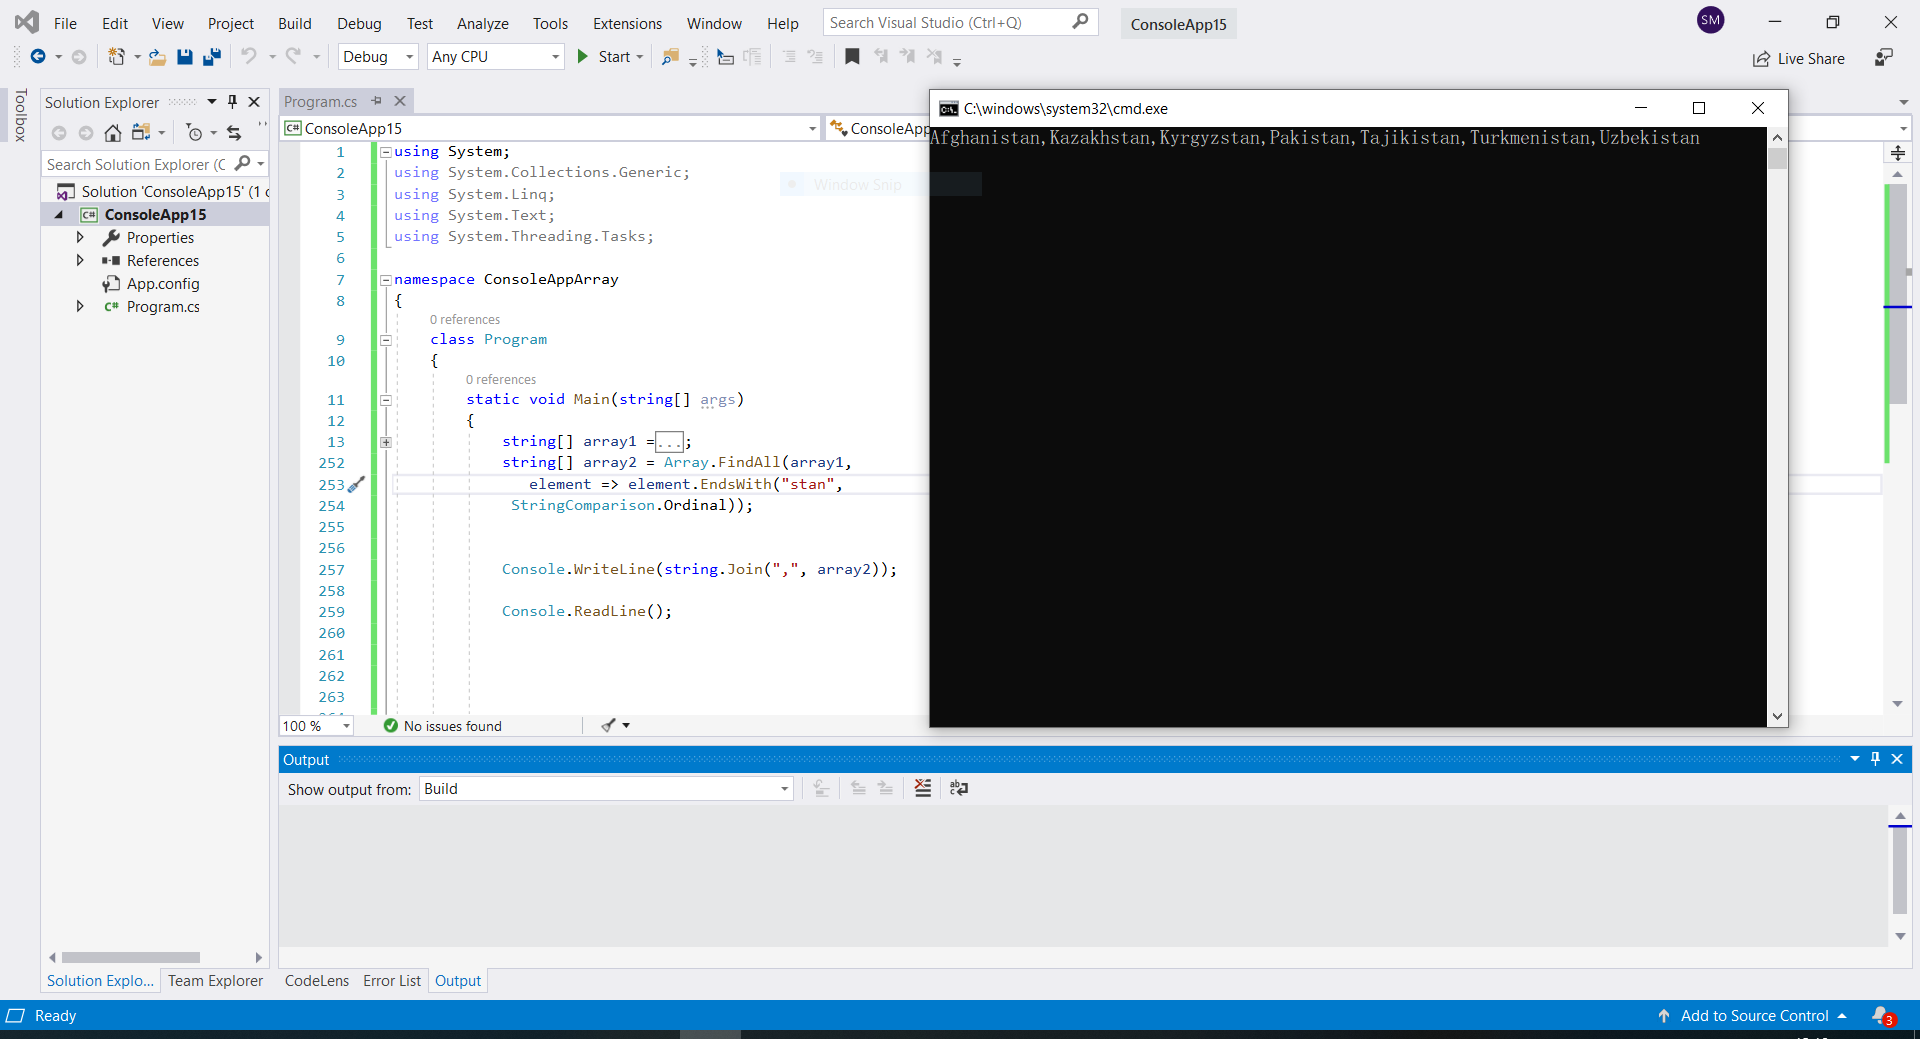 File Edit View Project Build Debug Test Analyze Tools Extensions Window Help Search Visual Studio (Ctrl+Q) ConsoleApp15 SM
Debug Any CPU Start Live Share
Toolbox
Solution Explorer
Search Solution Explorer (C
Solution 'ConsoleApp15' (1 c
C# ConsoleApp15
Properties
References
App.config
C# Program.cs
Program.cs
C# ConsoleApp15 ConsoleApp
1 using System;
2 using System.Collections.Generic;
3 using System.Linq;
4 using System.Text;
5 using System.Threading.Tasks;
6
7 namespace ConsoleAppArray
8 {
0 references
9 class Program
10 {
0 references
11 static void Main(string[] args)
12 {
13 string[] array1 =...;
252 string[] array2 = Array.FindAll(array1,
253 element => element.EndsWith("stan",
254 StringComparison.Ordinal));
255
256
257 Console.WriteLine(string.Join(",", array2));
258
259 Console.ReadLine();
260
261
262
263
Window Snip
C:\windows\system32\cmd.exe
Afghanistan,Kazakhstan,Kyrgyzstan,Pakistan,Tajikistan,Turkmenistan,Uzbekistan
100 % No issues found
Output
Show output from: Build
Solution Explo... Team Explorer CodeLens Error List Output
Ready Add to Source Control 3